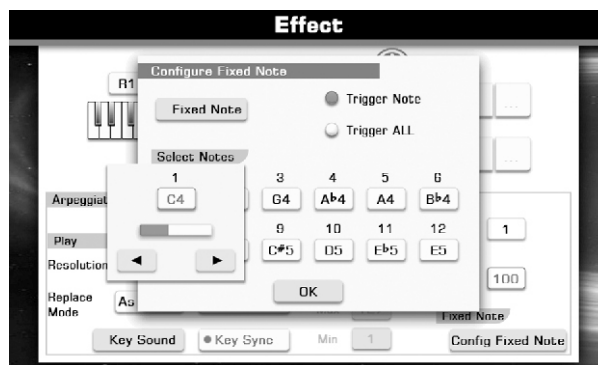 Effect
Configure Fixed Note
R1
Fixed Note
Trigger Note
Trigger ALL
...
...
Select Notes
1 3 4 5 6
C4 G4 A♭4 A4 B♭4
9 10 11 12
C#5 D5 E♭5 E5
Play
1
Resolution
100
OK
Replace
Mode
Fixed Note
Key Sound
Key Sync
Min
1
Config Fixed Note